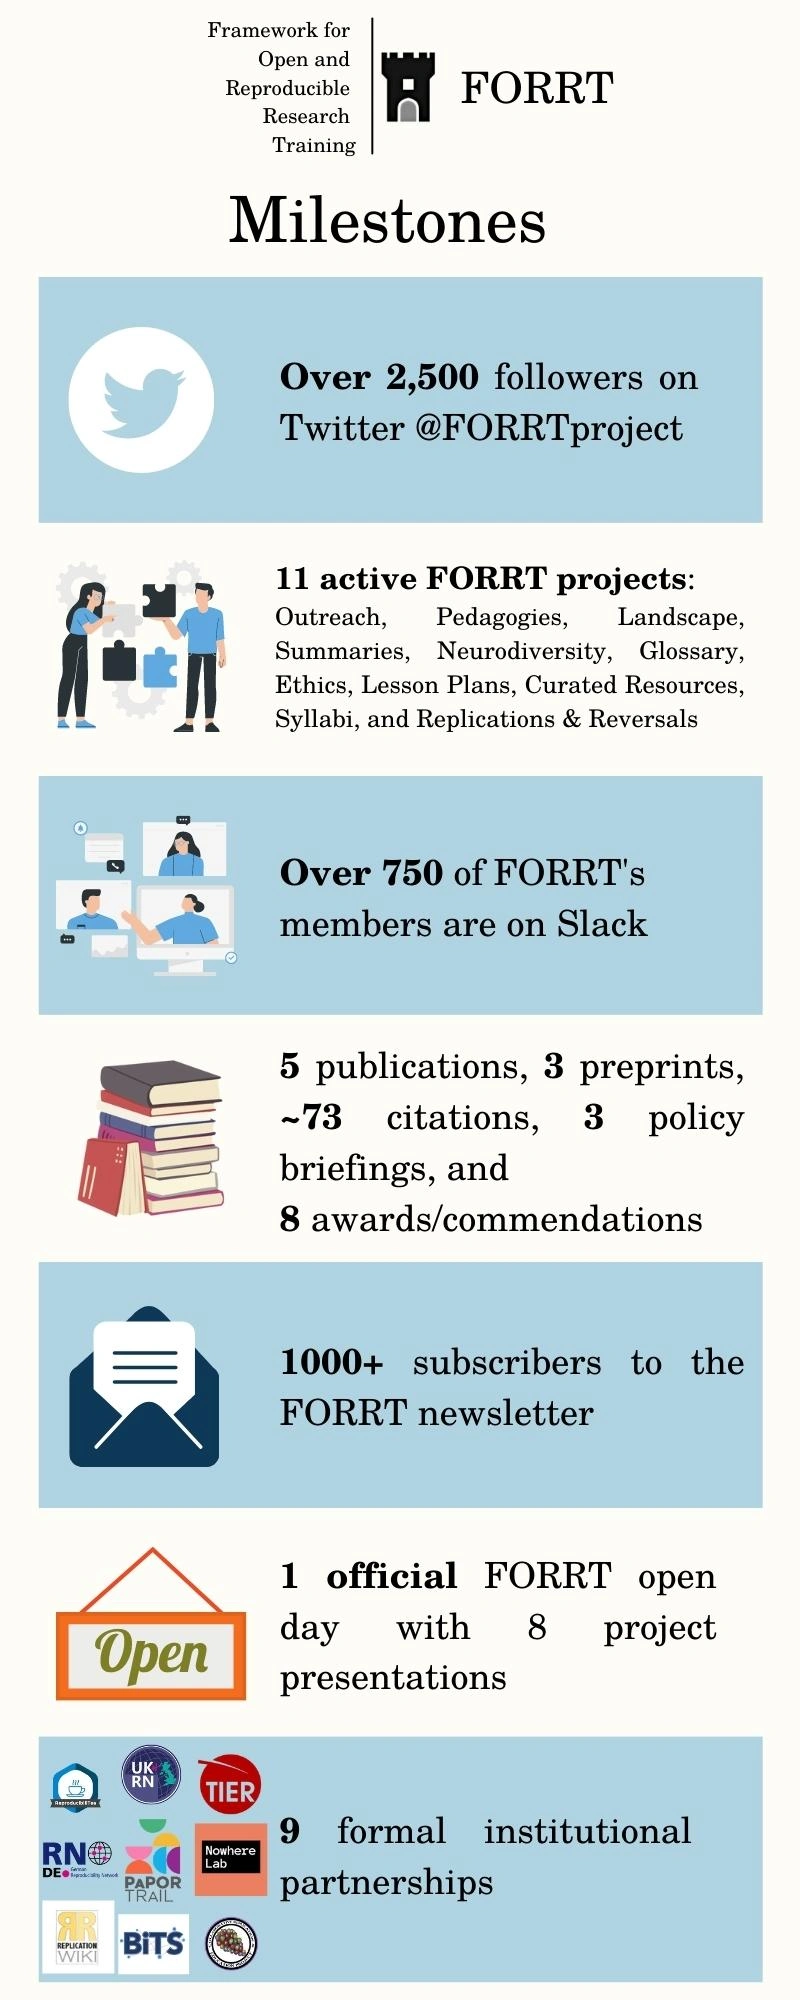 Framework for
Open and
Reproducible
Research
Training
FORRT
Milestones
Over 2,500 followers on
Twitter @FORRTproject
11 active FORRT projects:
Outreach, Pedagogies, Landscape,
Summaries, Neurodiversity, Glossary,
Ethics, Lesson Plans, Curated Resources,
Syllabi, and Replications & Reversals
Over 750 of FORRT's
members are on Slack
5 publications, 3 preprints,
~73 citations, 3 policy
briefings, and
8 awards/commendations
1000+ subscribers to the
FORRT newsletter
Open
1 official FORRT open
day with 8 project
presentations
ReproducibiliTea
UK
RN
TIER
RN
DE
German
Reproducibility Network
PAPOR
TRAIL
Nowhere
Lab
RR
REPLICATION
WIKI
BiTS
9 formal institutional
partnerships